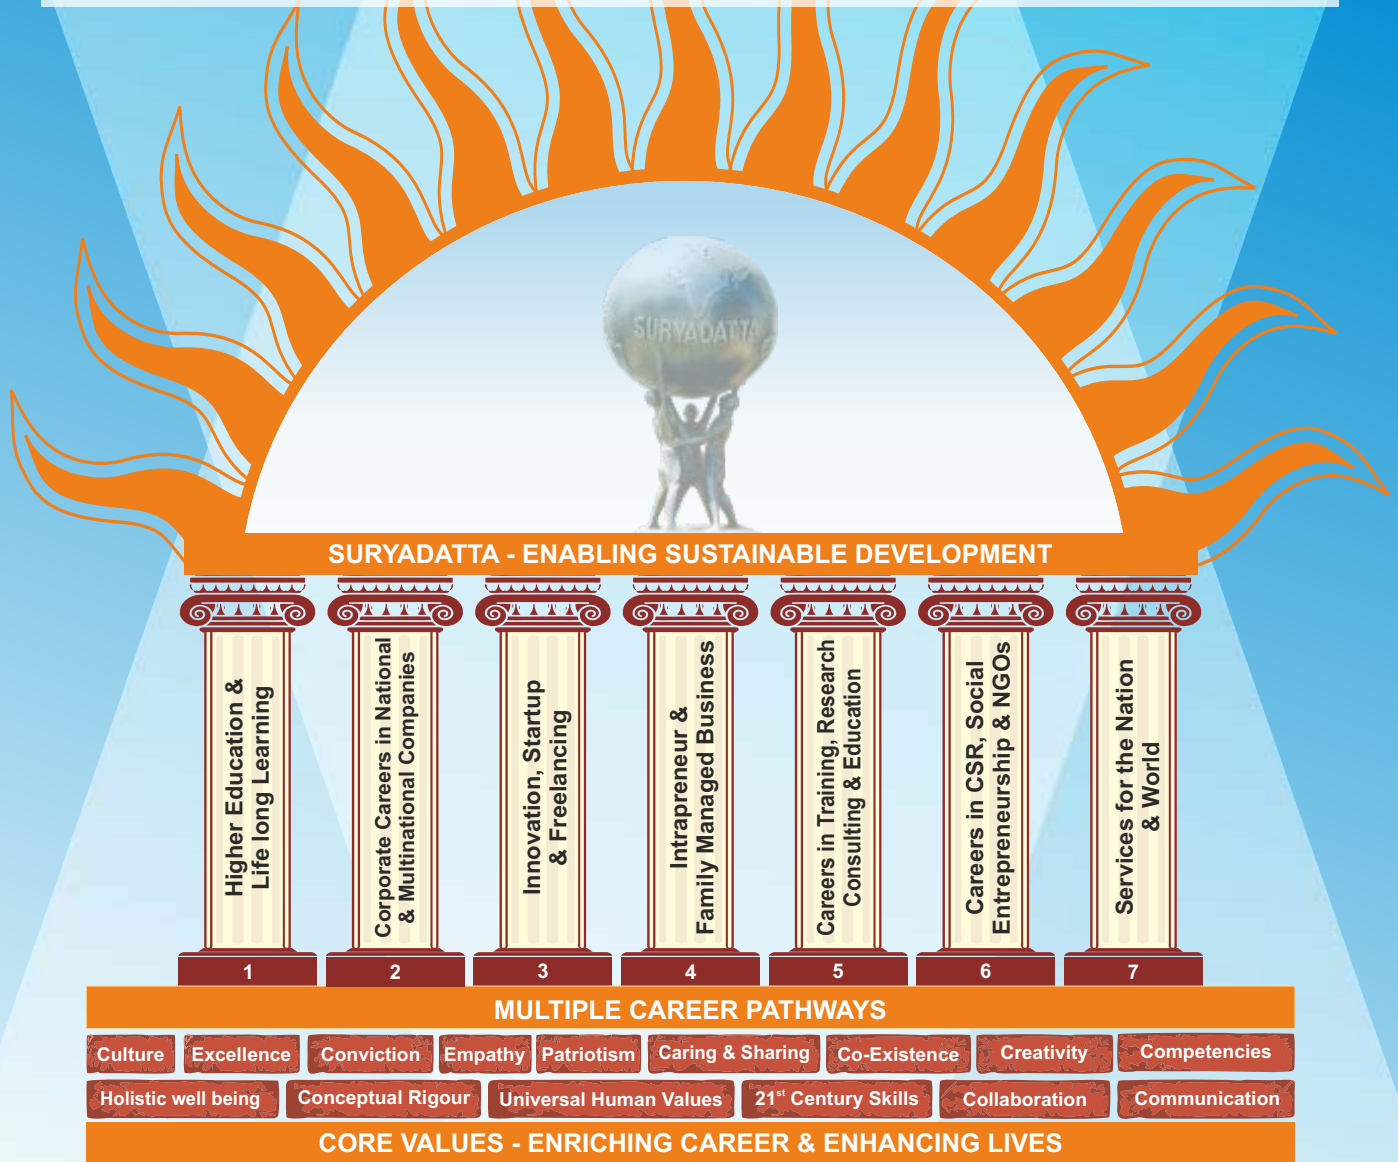 SURYADATTA
SURYADATTA - ENABLING SUSTAINABLE DEVELOPMENT
Higher Education &
Life long Learning
Corporate Careers in National
& Multinational Companies
Innovation, Startup
& Freelancing
Intrapreneur &
Family Managed Business
Careers in Training, Research
Consulting & Education
Careers in CSR, Social
Entrepreneurship & NGOs
Services for the Nation
& World
1 2 3 4 5 6 7
MULTIPLE CAREER PATHWAYS
Culture Excellence Conviction Empathy Patriotism Caring & Sharing Co-Existence Creativity Competencies
Holistic well being Conceptual Rigour Universal Human Values 21st Century Skills Collaboration Communication
CORE VALUES - ENRICHING CAREER & ENHANCING LIVES